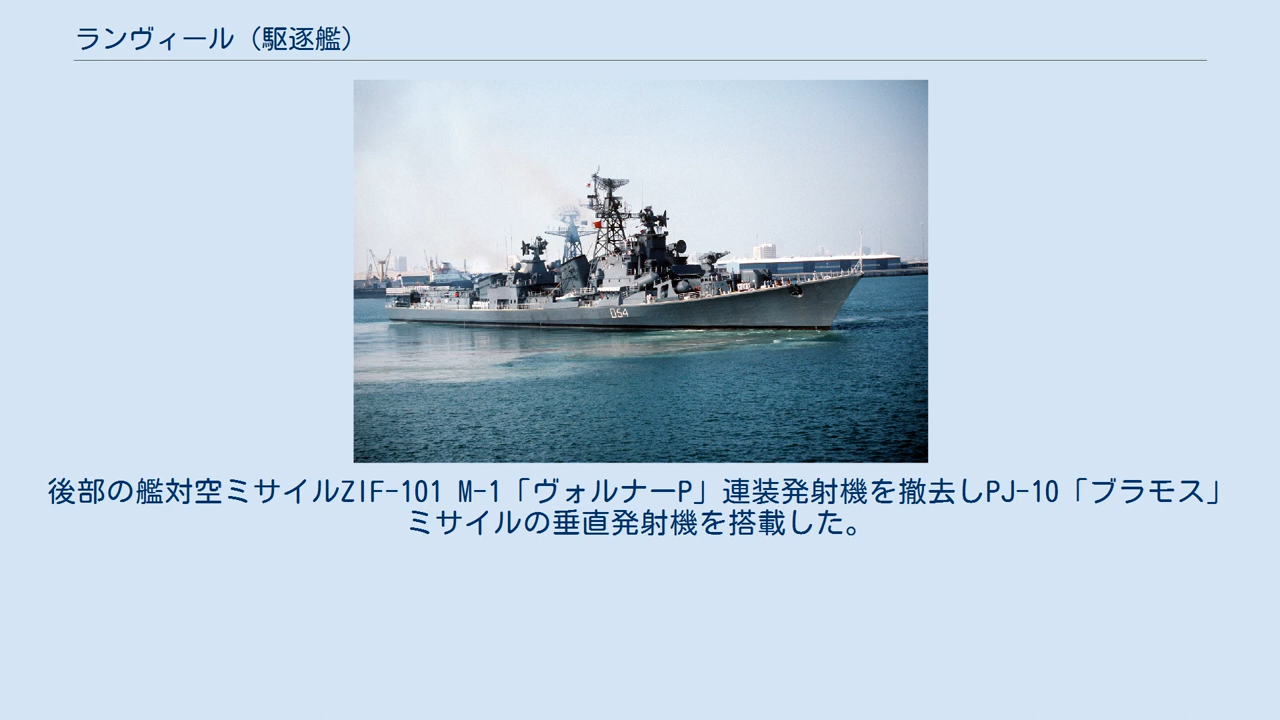 ランヴィール（駆逐艦）
D54
後部の艦対空ミサイルZIF-101 M-1「ヴォルナーP」連装発射機を撤去しPJ-10「ブラモス」
ミサイルの垂直発射機を搭載した。